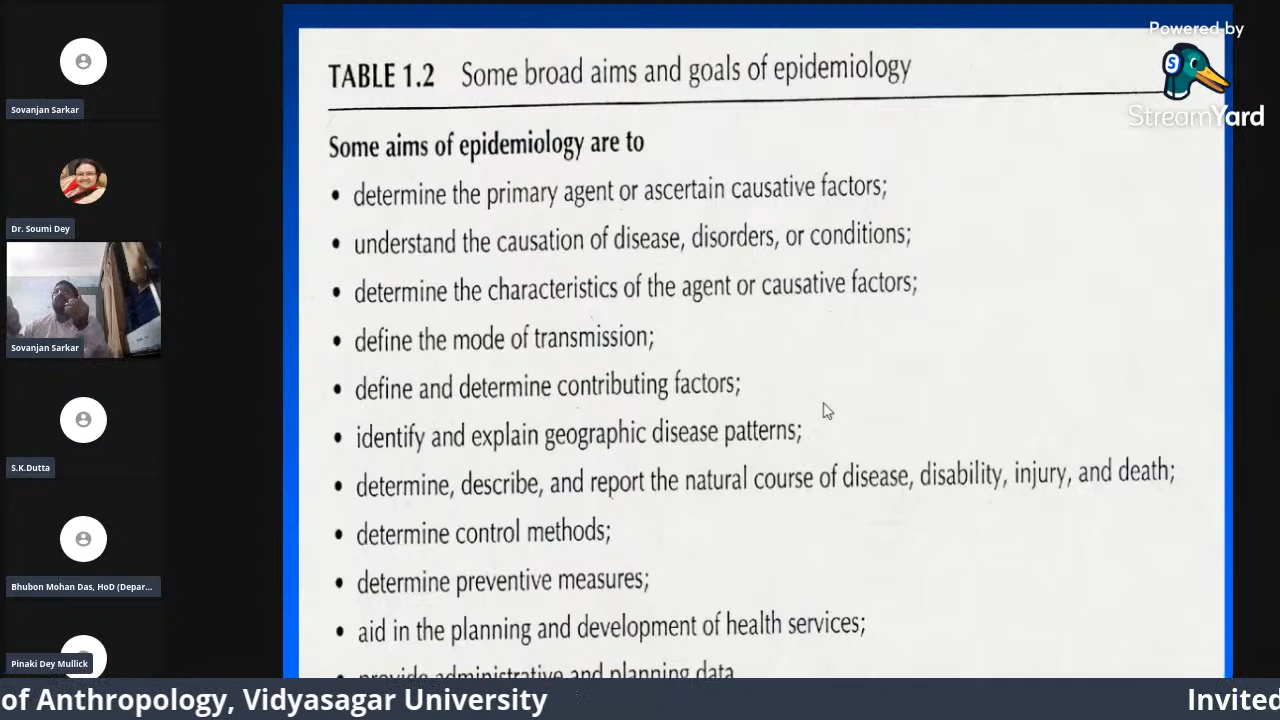 Sovanjan Sarkar
Dr. Soumi Dey
Sovanjan Sarkar
S.K.Dutta
Bhubon Mohan Das, HoD (Depar...
Pinaki Dey Mullick
Powered by
S
StreamYard
TABLE 1.2 Some broad aims and goals of epidemiology
Some aims of epidemiology are to
• determine the primary agent or ascertain causative factors;
• understand the causation of disease, disorders, or conditions;
• determine the characteristics of the agent or causative factors;
• define the mode of transmission;
• define and determine contributing factors;
• identify and explain geographic disease patterns;
• determine, describe, and report the natural course of disease, disability, injury, and death;
• determine control methods;
• determine preventive measures;
• aid in the planning and development of health services;
• provide administrative and planning data
of Anthropology, Vidyasagar University
Invited